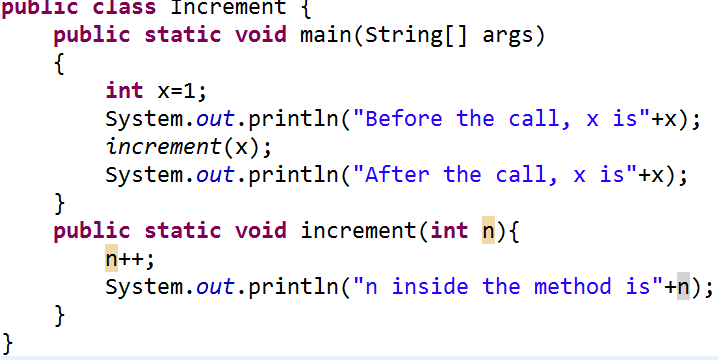 public class Increment {
    public static void main(String[] args)
    {
        int x=1;
        System.out.println("Before the call, x is"+x);
        increment(x);
        System.out.println("After the call, x is"+x);
    }
    public static void increment(int n){
        n++;
        System.out.println("n inside the method is"+n);
    }
}